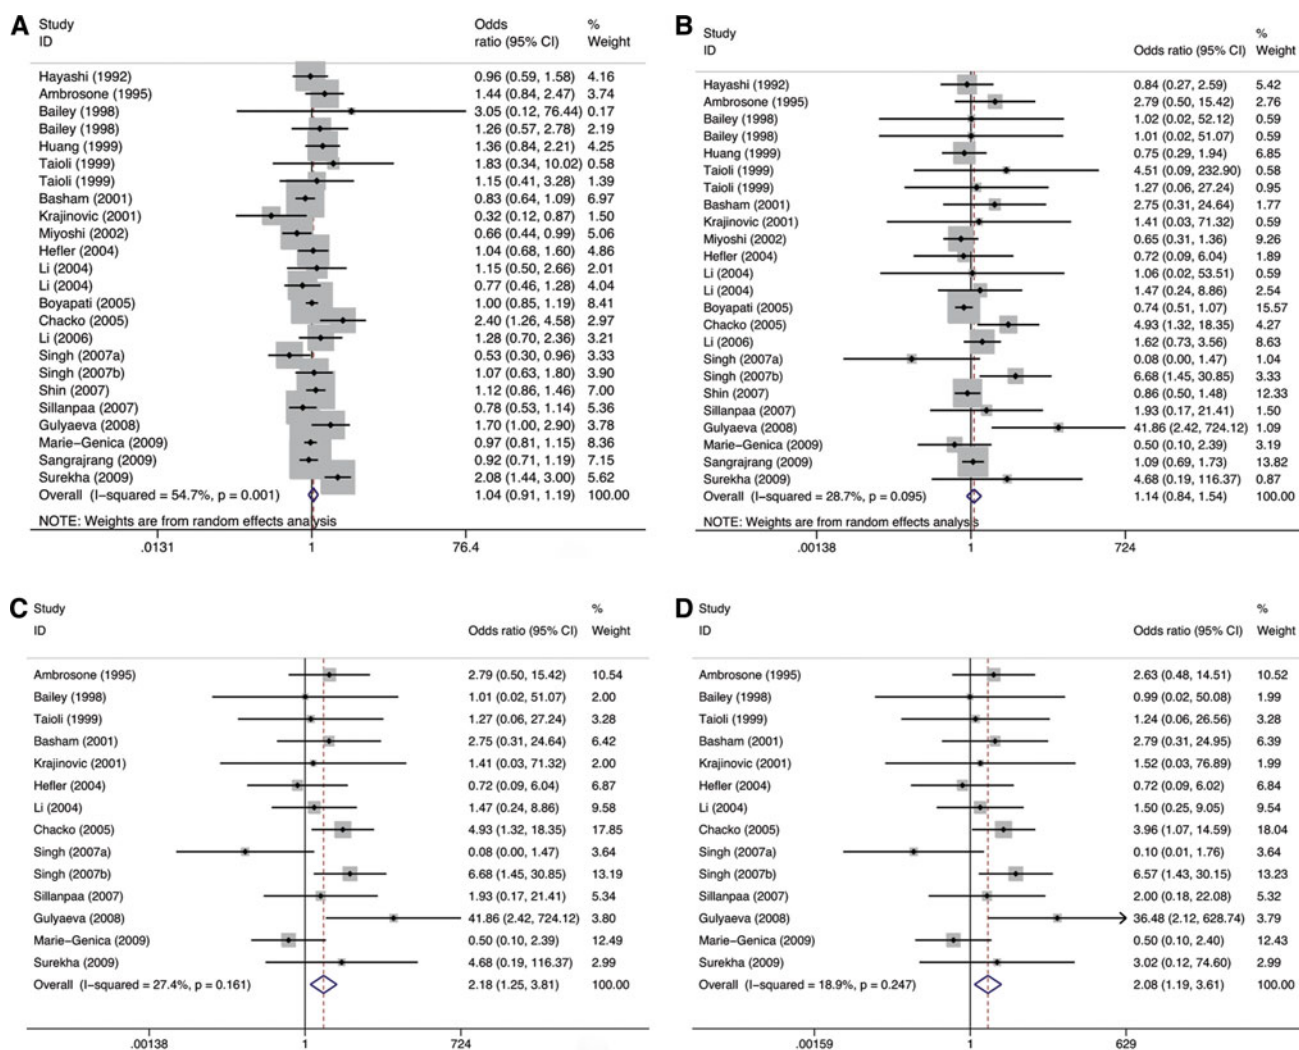 A
Study Odds %
ID ratio (95% CI) Weight
Hayashi (1992) 0.96 (0.59, 1.58) 4.16
Ambrosone (1995) 1.44 (0.84, 2.47) 3.74
Bailey (1998) 3.05 (0.12, 76.44) 0.17
Bailey (1998) 1.26 (0.57, 2.78) 2.19
Huang (1999) 1.36 (0.84, 2.21) 4.25
Taioli (1999) 1.83 (0.34, 10.02) 0.58
Taioli (1999) 1.15 (0.41, 3.28) 1.39
Basham (2001) 0.83 (0.64, 1.09) 6.97
Krajinovic (2001) 0.32 (0.12, 0.87) 1.50
Miyoshi (2002) 0.66 (0.44, 0.99) 5.06
Hefler (2004) 1.04 (0.68, 1.60) 4.86
Li (2004) 1.15 (0.50, 2.66) 2.01
Li (2004) 0.77 (0.46, 1.28) 4.04
Boyapati (2005) 1.00 (0.85, 1.19) 8.41
Chacko (2005) 2.40 (1.26, 4.58) 2.97
Li (2006) 1.28 (0.70, 2.36) 3.21
Singh (2007a) 0.53 (0.30, 0.96) 3.33
Singh (2007b) 1.07 (0.63, 1.80) 3.90
Shin (2007) 1.12 (0.86, 1.46) 7.00
Sillanpaa (2007) 0.78 (0.53, 1.14) 5.36
Gulyaeva (2008) 1.70 (1.00, 2.90) 3.78
Marie−Genica (2009) 0.97 (0.81, 1.15) 8.36
Sangrajrang (2009) 0.92 (0.71, 1.19) 7.15
Surekha (2009) 2.08 (1.44, 3.00) 5.62
Overall (I−squared = 54.7%, p = 0.001) 1.04 (0.91, 1.19) 100.00
NOTE: Weights are from random effects analysis
.0131 1 76.4
B
Study %
ID Odds ratio (95% CI) Weight
Hayashi (1992) 0.84 (0.27, 2.59) 5.42
Ambrosone (1995) 2.79 (0.50, 15.42) 2.76
Bailey (1998) 1.02 (0.02, 52.12) 0.59
Bailey (1998) 1.01 (0.02, 51.07) 0.59
Huang (1999) 0.75 (0.29, 1.94) 6.85
Taioli (1999) 4.51 (0.09, 232.90) 0.58
Taioli (1999) 1.27 (0.06, 27.24) 0.95
Basham (2001) 2.75 (0.31, 24.64) 1.77
Krajinovic (2001) 1.41 (0.03, 71.32) 0.59
Miyoshi (2002) 0.65 (0.31, 1.36) 9.26
Hefler (2004) 0.72 (0.09, 6.04) 1.89
Li (2004) 1.06 (0.02, 53.51) 0.59
Li (2004) 1.47 (0.24, 8.86) 2.54
Boyapati (2005) 0.74 (0.51, 1.07) 15.57
Chacko (2005) 4.93 (1.32, 18.35) 4.27
Li (2006) 1.62 (0.73, 3.56) 8.63
Singh (2007a) 0.08 (0.00, 1.47) 1.04
Singh (2007b) 6.68 (1.45, 30.85) 3.33
Shin (2007) 0.86 (0.50, 1.48) 12.33
Sillanpaa (2007) 1.93 (0.17, 21.41) 1.50
Gulyaeva (2008) 41.86 (2.42, 724.12) 1.09
Marie−Genica (2009) 0.50 (0.10, 2.39) 3.19
Sangrajrang (2009) 1.09 (0.69, 1.73) 13.82
Surekha (2009) 4.68 (0.19, 116.37) 0.87
Overall (I−squared = 28.7%, p = 0.095) 1.14 (0.84, 1.54) 100.00
NOTE: Weights are from random effects analysis
.00138 1 724
C
Study %
ID Odds ratio (95% CI) Weight
Ambrosone (1995) 2.79 (0.50, 15.42) 10.54
Bailey (1998) 1.01 (0.02, 51.07) 2.00
Taioli (1999) 1.27 (0.06, 27.24) 3.28
Basham (2001) 2.75 (0.31, 24.64) 6.42
Krajinovic (2001) 1.41 (0.03, 71.32) 2.00
Hefler (2004) 0.72 (0.09, 6.04) 6.87
Li (2004) 1.47 (0.24, 8.86) 9.58
Chacko (2005) 4.93 (1.32, 18.35) 17.85
Singh (2007a) 0.08 (0.00, 1.47) 3.64
Singh (2007b) 6.68 (1.45, 30.85) 13.19
Sillanpaa (2007) 1.93 (0.17, 21.41) 5.34
Gulyaeva (2008) 41.86 (2.42, 724.12) 3.80
Marie−Genica (2009) 0.50 (0.10, 2.39) 12.49
Surekha (2009) 4.68 (0.19, 116.37) 2.99
Overall (I−squared = 27.4%, p = 0.161) 2.18 (1.25, 3.81) 100.00
.00138 1 724
D
Study %
ID Odds ratio (95% CI) Weight
Ambrosone (1995) 2.63 (0.48, 14.51) 10.52
Bailey (1998) 0.99 (0.02, 50.08) 1.99
Taioli (1999) 1.24 (0.06, 26.56) 3.28
Basham (2001) 2.79 (0.31, 24.95) 6.39
Krajinovic (2001) 1.52 (0.03, 76.89) 1.99
Hefler (2004) 0.72 (0.09, 6.02) 6.84
Li (2004) 1.50 (0.25, 9.05) 9.54
Chacko (2005) 3.96 (1.07, 14.59) 18.04
Singh (2007a) 0.10 (0.01, 1.76) 3.64
Singh (2007b) 6.57 (1.43, 30.15) 13.23
Sillanpaa (2007) 2.00 (0.18, 22.08) 5.32
Gulyaeva (2008) 36.48 (2.12, 628.74) 3.79
Marie−Genica (2009) 0.50 (0.10, 2.40) 12.43
Surekha (2009) 3.02 (0.12, 74.60) 2.99
Overall (I−squared = 18.9%, p = 0.247) 2.08 (1.19, 3.61) 100.00
.00159 1 629